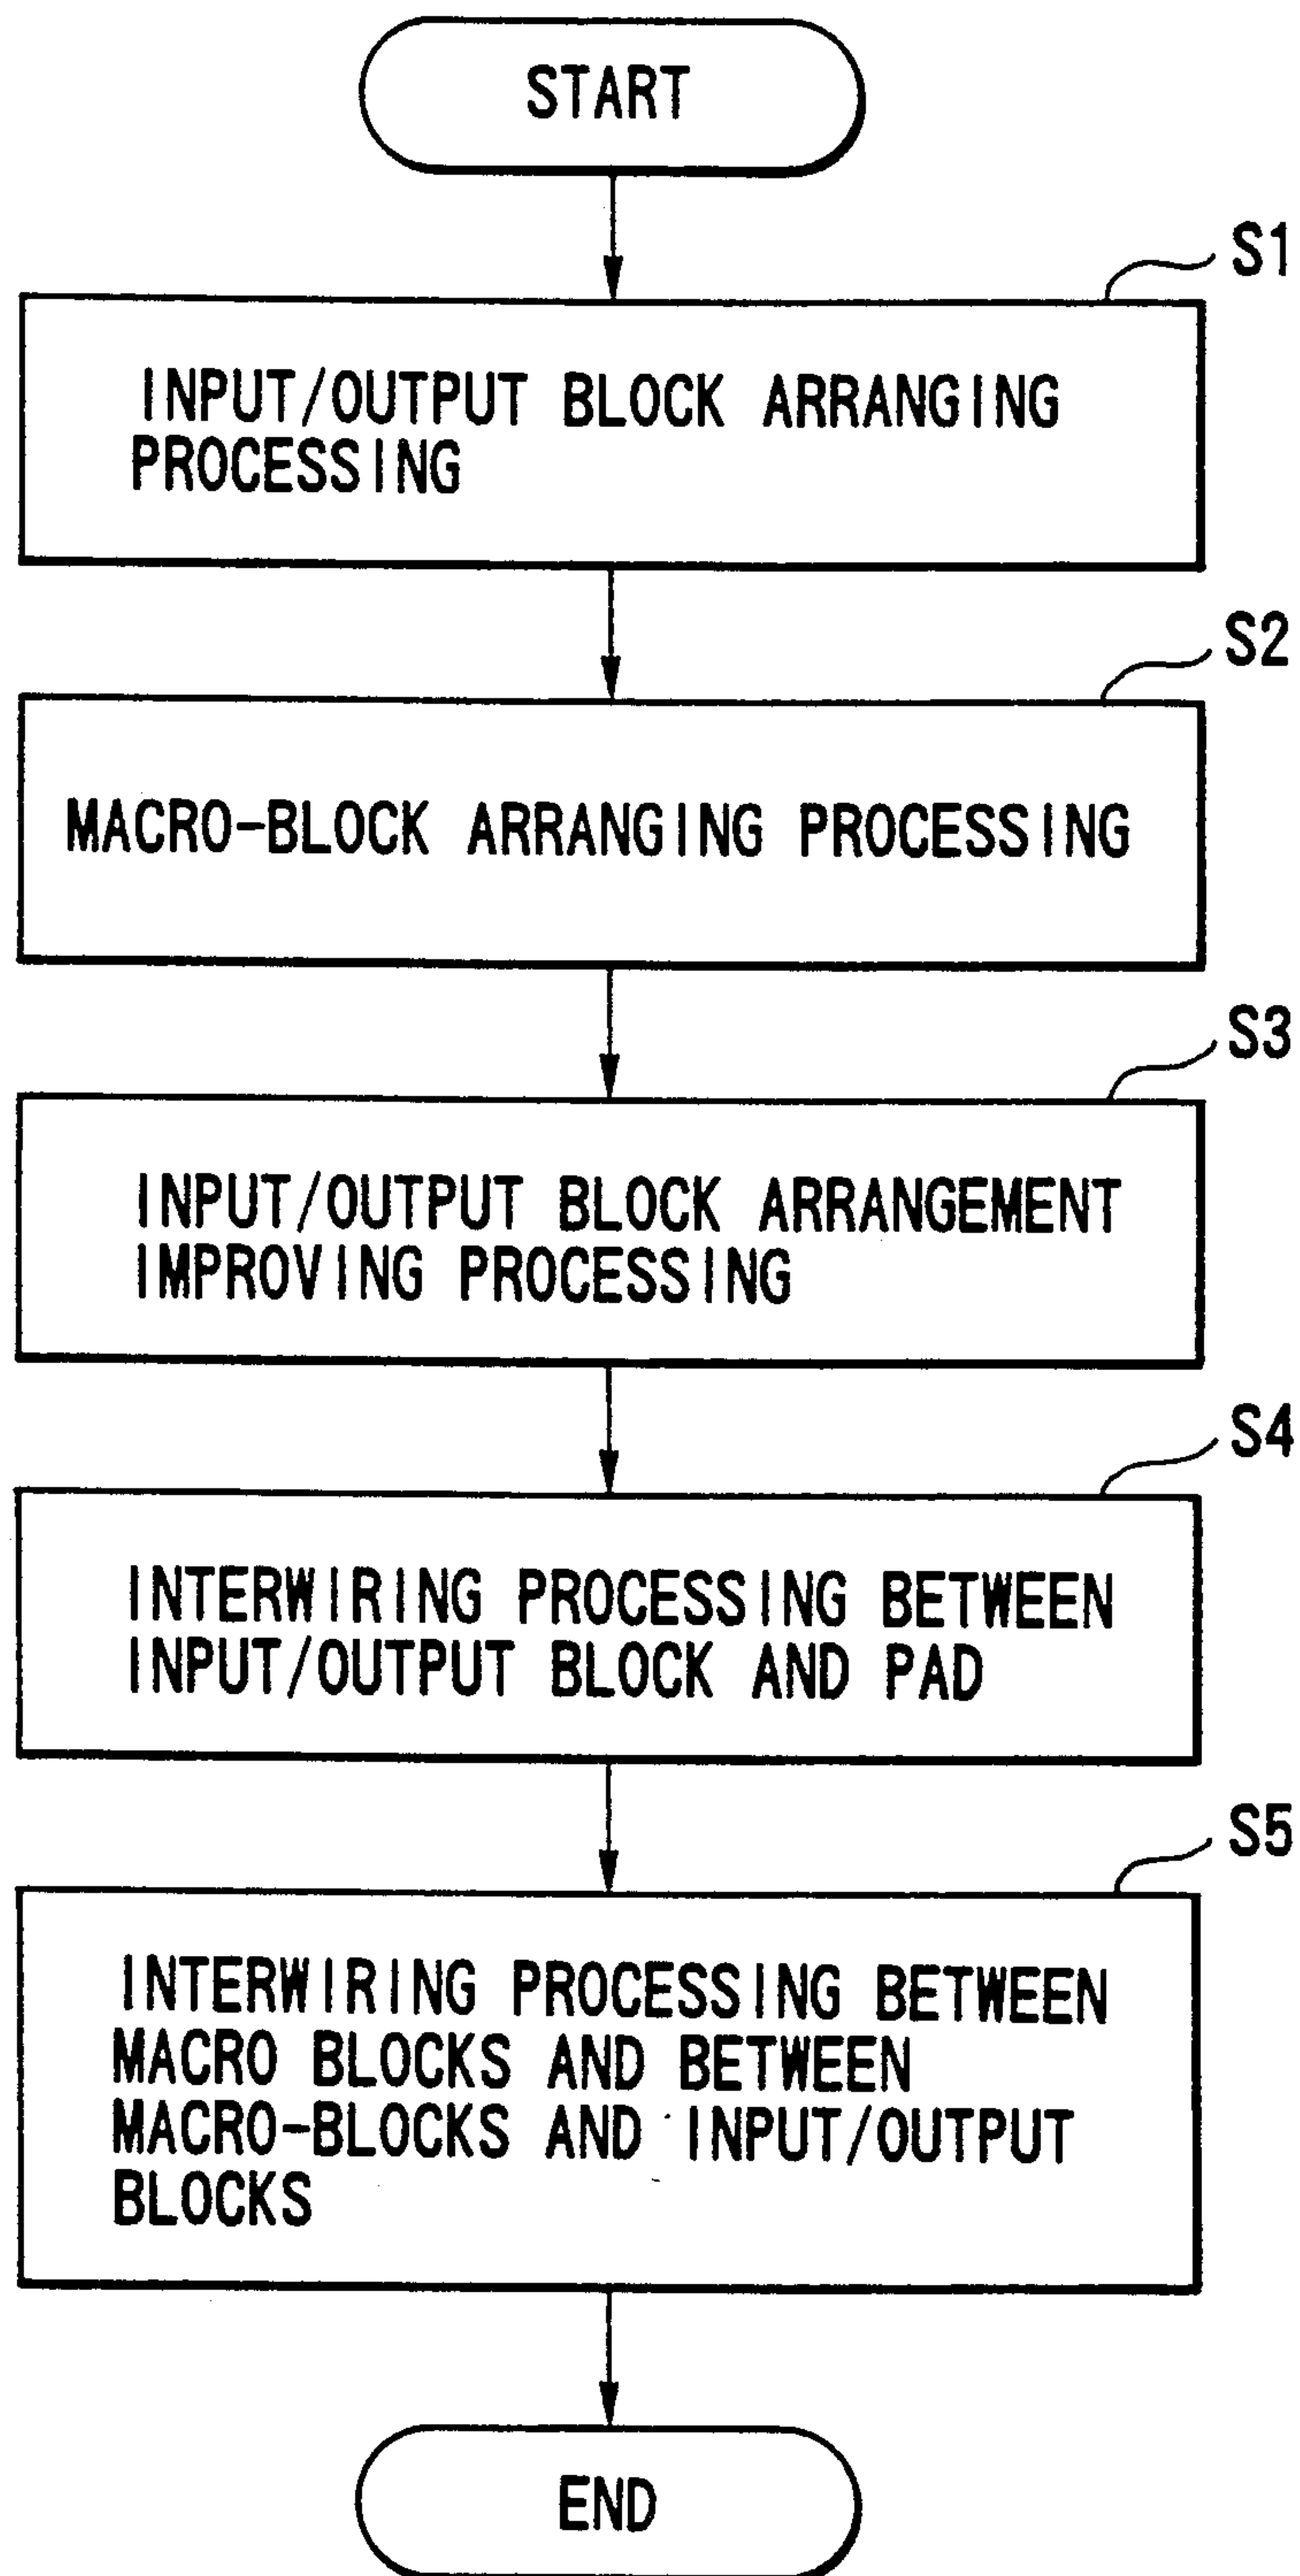 START
S1
INPUT/OUTPUT BLOCK ARRANGING
PROCESSING
S2
MACRO-BLOCK ARRANGING PROCESSING
S3
INPUT/OUTPUT BLOCK ARRANGEMENT
IMPROVING PROCESSING
S4
INTERWIRING PROCESSING BETWEEN
INPUT/OUTPUT BLOCK AND PAD
S5
INTERWIRING PROCESSING BETWEEN
MACRO BLOCKS AND BETWEEN
MACRO-BLOCKS AND INPUT/OUTPUT
BLOCKS
END